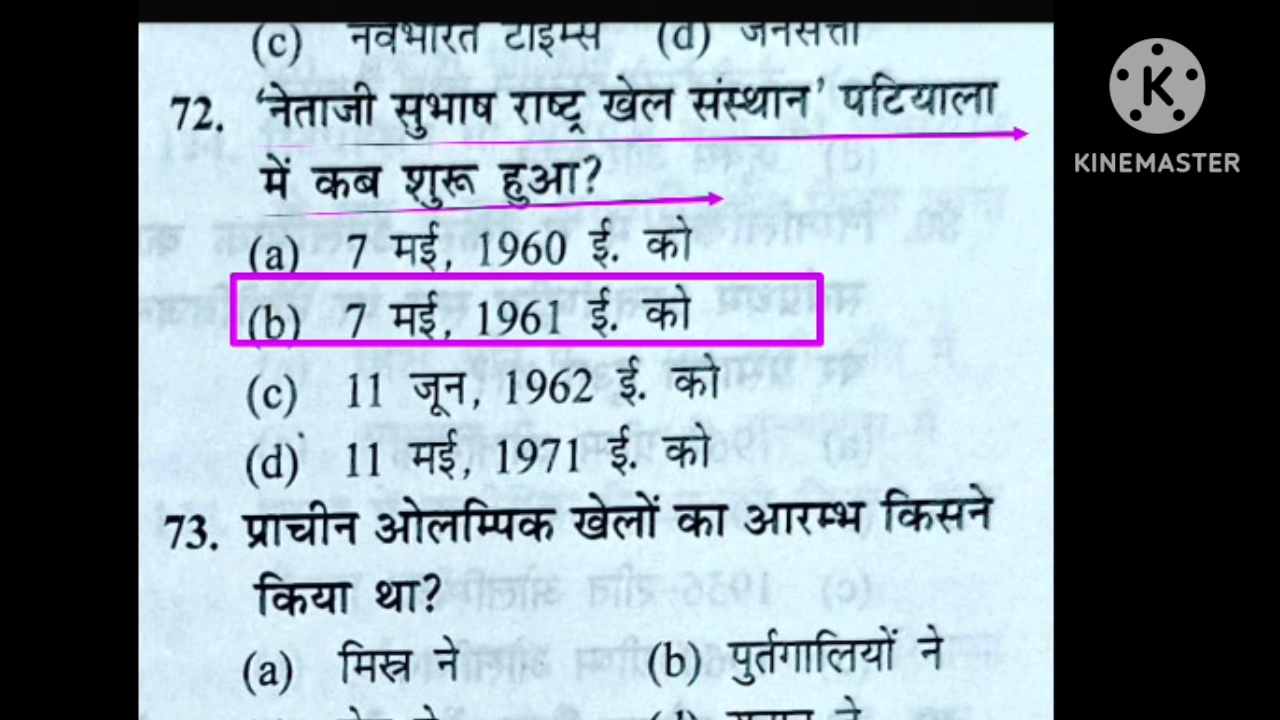 (c) नवभारत टाइम्स (d) जनसत्ता
72. 'नेताजी सुभाष राष्ट्र खेल संस्थान' पटियाला
में कब शुरू हुआ?
(a) 7 मई, 1960 ई. को
(b) 7 मई, 1961 ई. को
(c) 11 जून, 1962 ई. को
(d) 11 मई, 1971 ई. को
73. प्राचीन ओलम्पिक खेलों का आरम्भ किसने
किया था?
(a) मिस्र ने (b) पुर्तगालियों ने
K
KINEMASTER